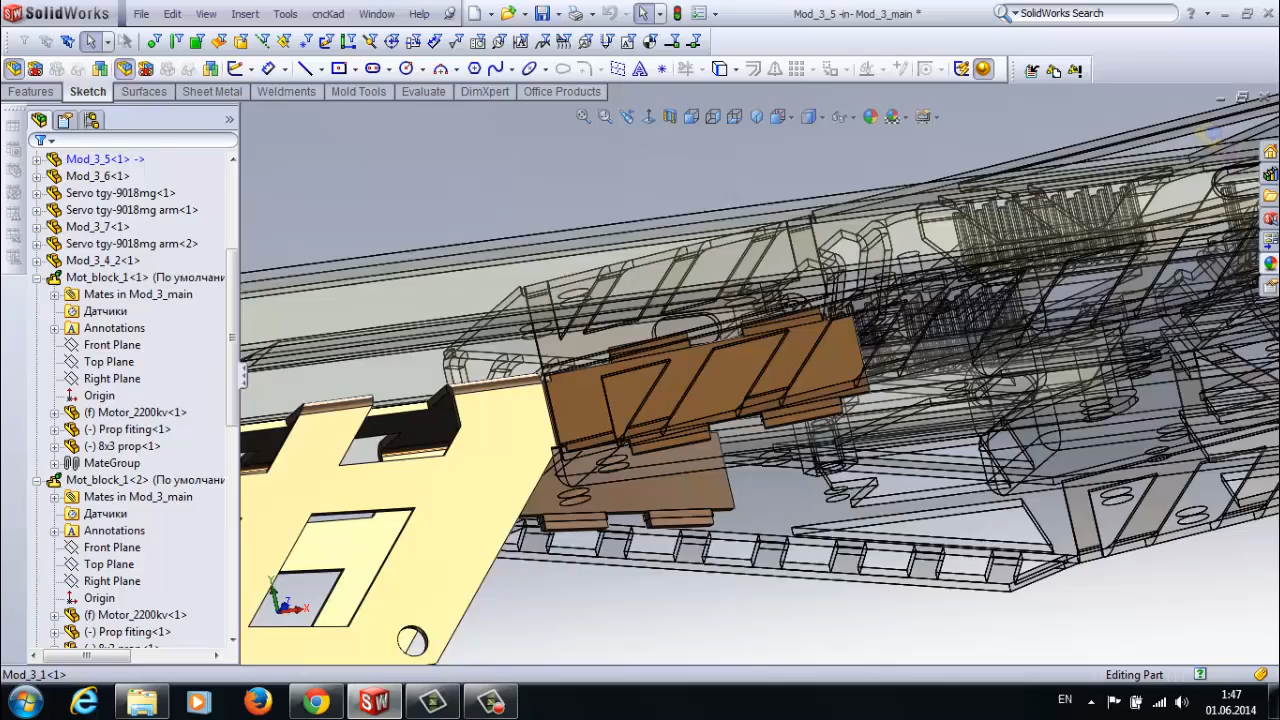 SolidWorks File Edit View Insert Tools cncKad Window Help Mod_3_5 -in- Mod_3_main * SolidWorks Search
Features Sketch Surfaces Sheet Metal Weldments Mold Tools Evaluate DimXpert Office Products
Mod_3_5<1> ->
Mod_3_6<1>
Servo tgy-9018mg<1>
Servo tgy-9018mg arm<1>
Mod_3_7<1>
Servo tgy-9018mg arm<2>
Mod_3_4_2<1>
Mot_block_1<1> (По умолчани
Mates in Mod_3_main
Датчики
Annotations
Front Plane
Top Plane
Right Plane
Origin
(f) Motor_2200kv<1>
(-) Prop fiting<1>
(-) 8x3 prop<1>
MateGroup
Mot_block_1<2> (По умолчани
Mates in Mod_3_main
Датчики
Annotations
Front Plane
Top Plane
Right Plane
Origin
(f) Motor_2200kv<1>
(-) Prop fiting<1>
Y
Z
X
Mod_3_1<1> Editing Part
EN 1:47
01.06.2014